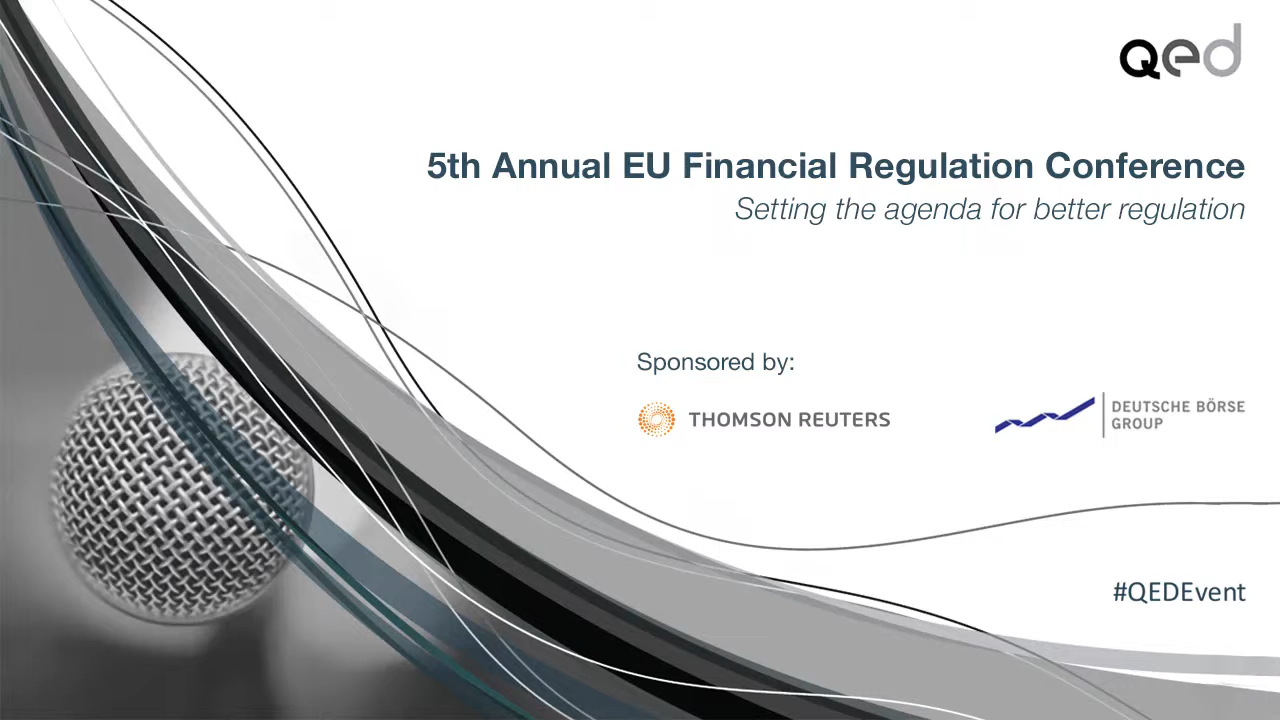 qed
5th Annual EU Financial Regulation Conference
Setting the agenda for better regulation
Sponsored by:
THOMSON REUTERS
DEUTSCHE BÖRSE
GROUP
#QEDEvent